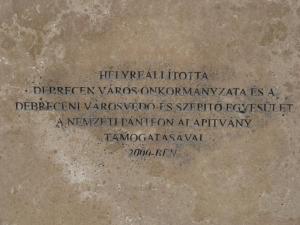 HELYREÁLLÍTOTTA
DEBRECEN VÁROS ÖNKORMÁNYZATA ÉS A
DEBRECENI VÁROSVÉDŐ ÉS SZÉPÍTŐ EGYESÜLET
A NEMZETI PANTEON ALAPÍTVÁNY
TÁMOGATÁSÁVAL
2000-BEN